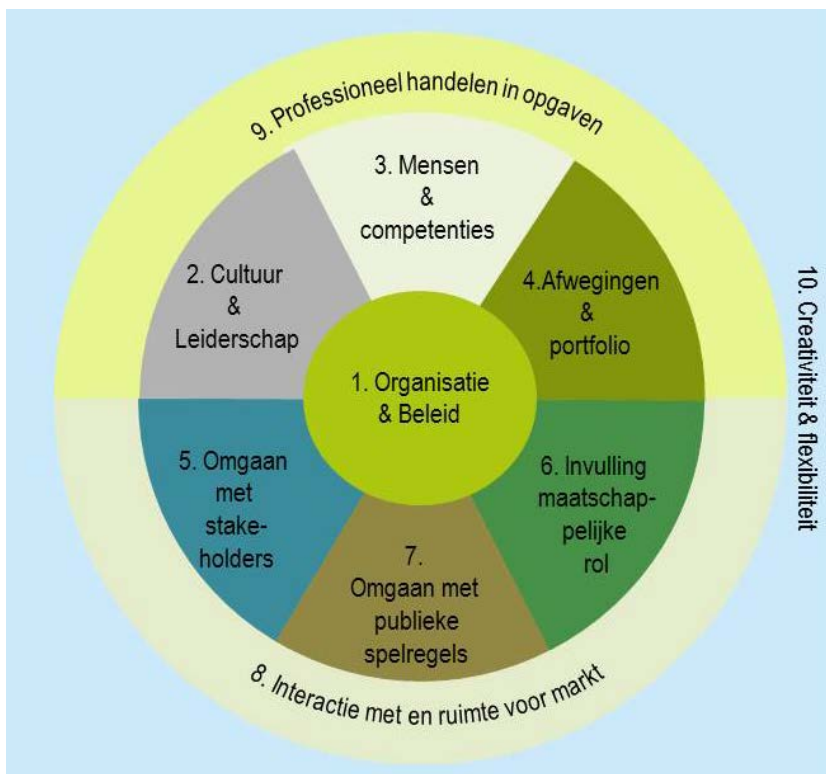 9. Professioneel handelen in opgaven
3. Mensen
&
competenties
2. Cultuur
&
Leiderschap
4.Afwegingen
&
portfolio
1. Organisatie
& Beleid
10. Creativiteit & flexibiliteit
5. Omgaan
met
stake-
holders
6. Invulling
maatschap-
pelijke
rol
7.
Omgaan met
publieke
spelregels
8. Interactie met en ruimte voor markt